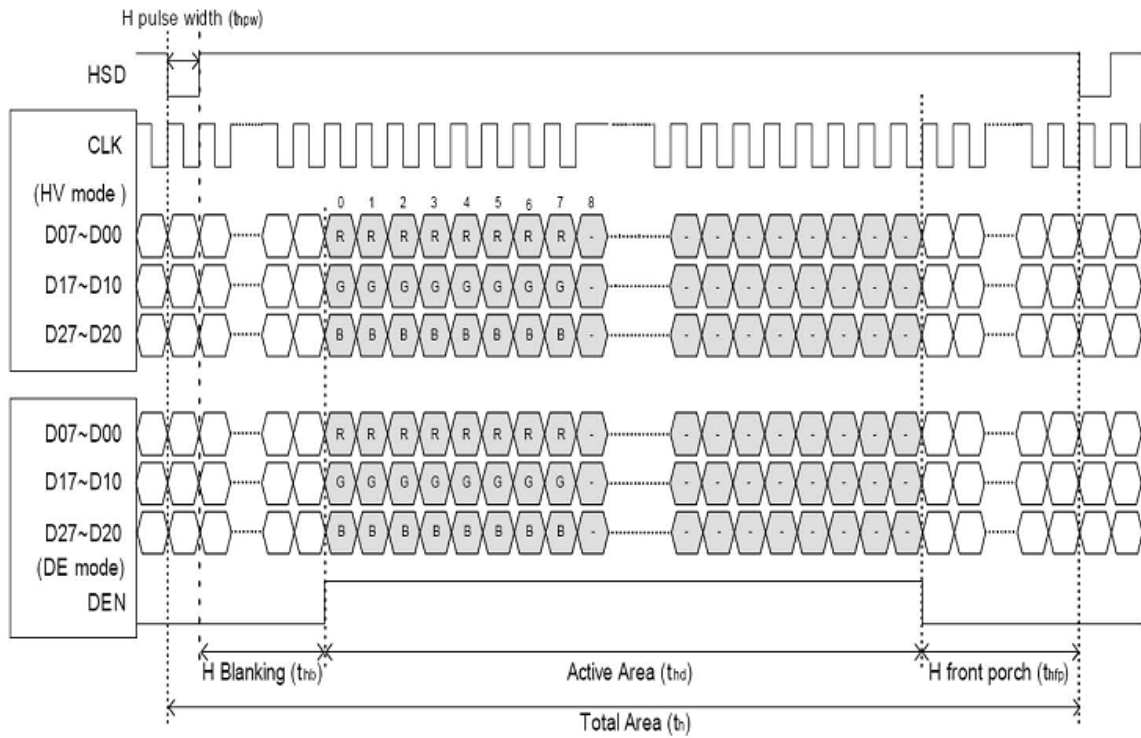 H pulse width (thpw)
HSD
CLK
(HV mode )
0 1 2 3 4 5 6 7 8
D07~D00 R R R R R R R R - - - - - - - - -
D17~D10 G G G G G G G G - - - - - - - - -
D27~D20 B B B B B B B B - - - - - - - - -
D07~D00 R R R R R R R R - - - - - - - - -
D17~D10 G G G G G G G G - - - - - - - - -
D27~D20 B B B B B B B B - - - - - - - - -
(DE mode)
DEN
H Blanking (thb) Active Area (thd) H front porch (thfp)
Total Area (th)